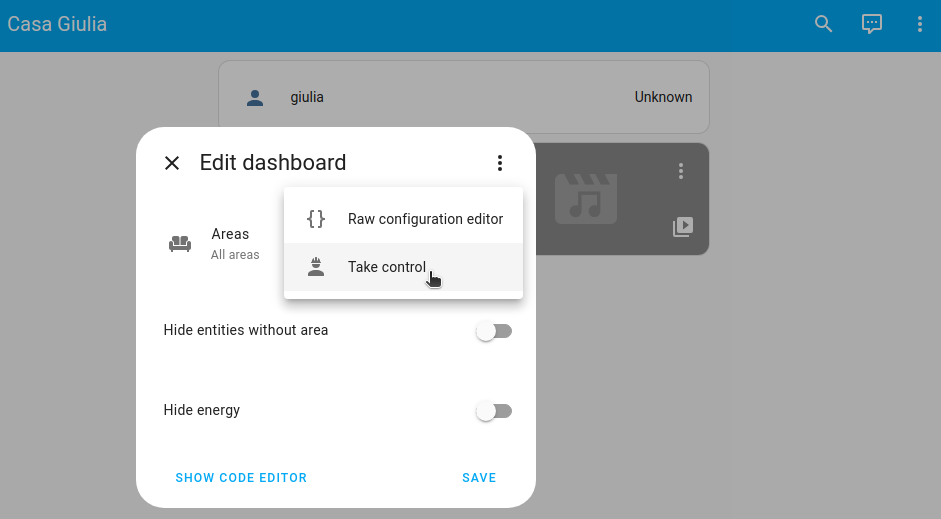 Casa Giulia
giulia
Unknown
Edit dashboard
Raw configuration editor
Take control
Areas
All areas
Hide entities without area
Hide energy
SHOW CODE EDITOR
SAVE